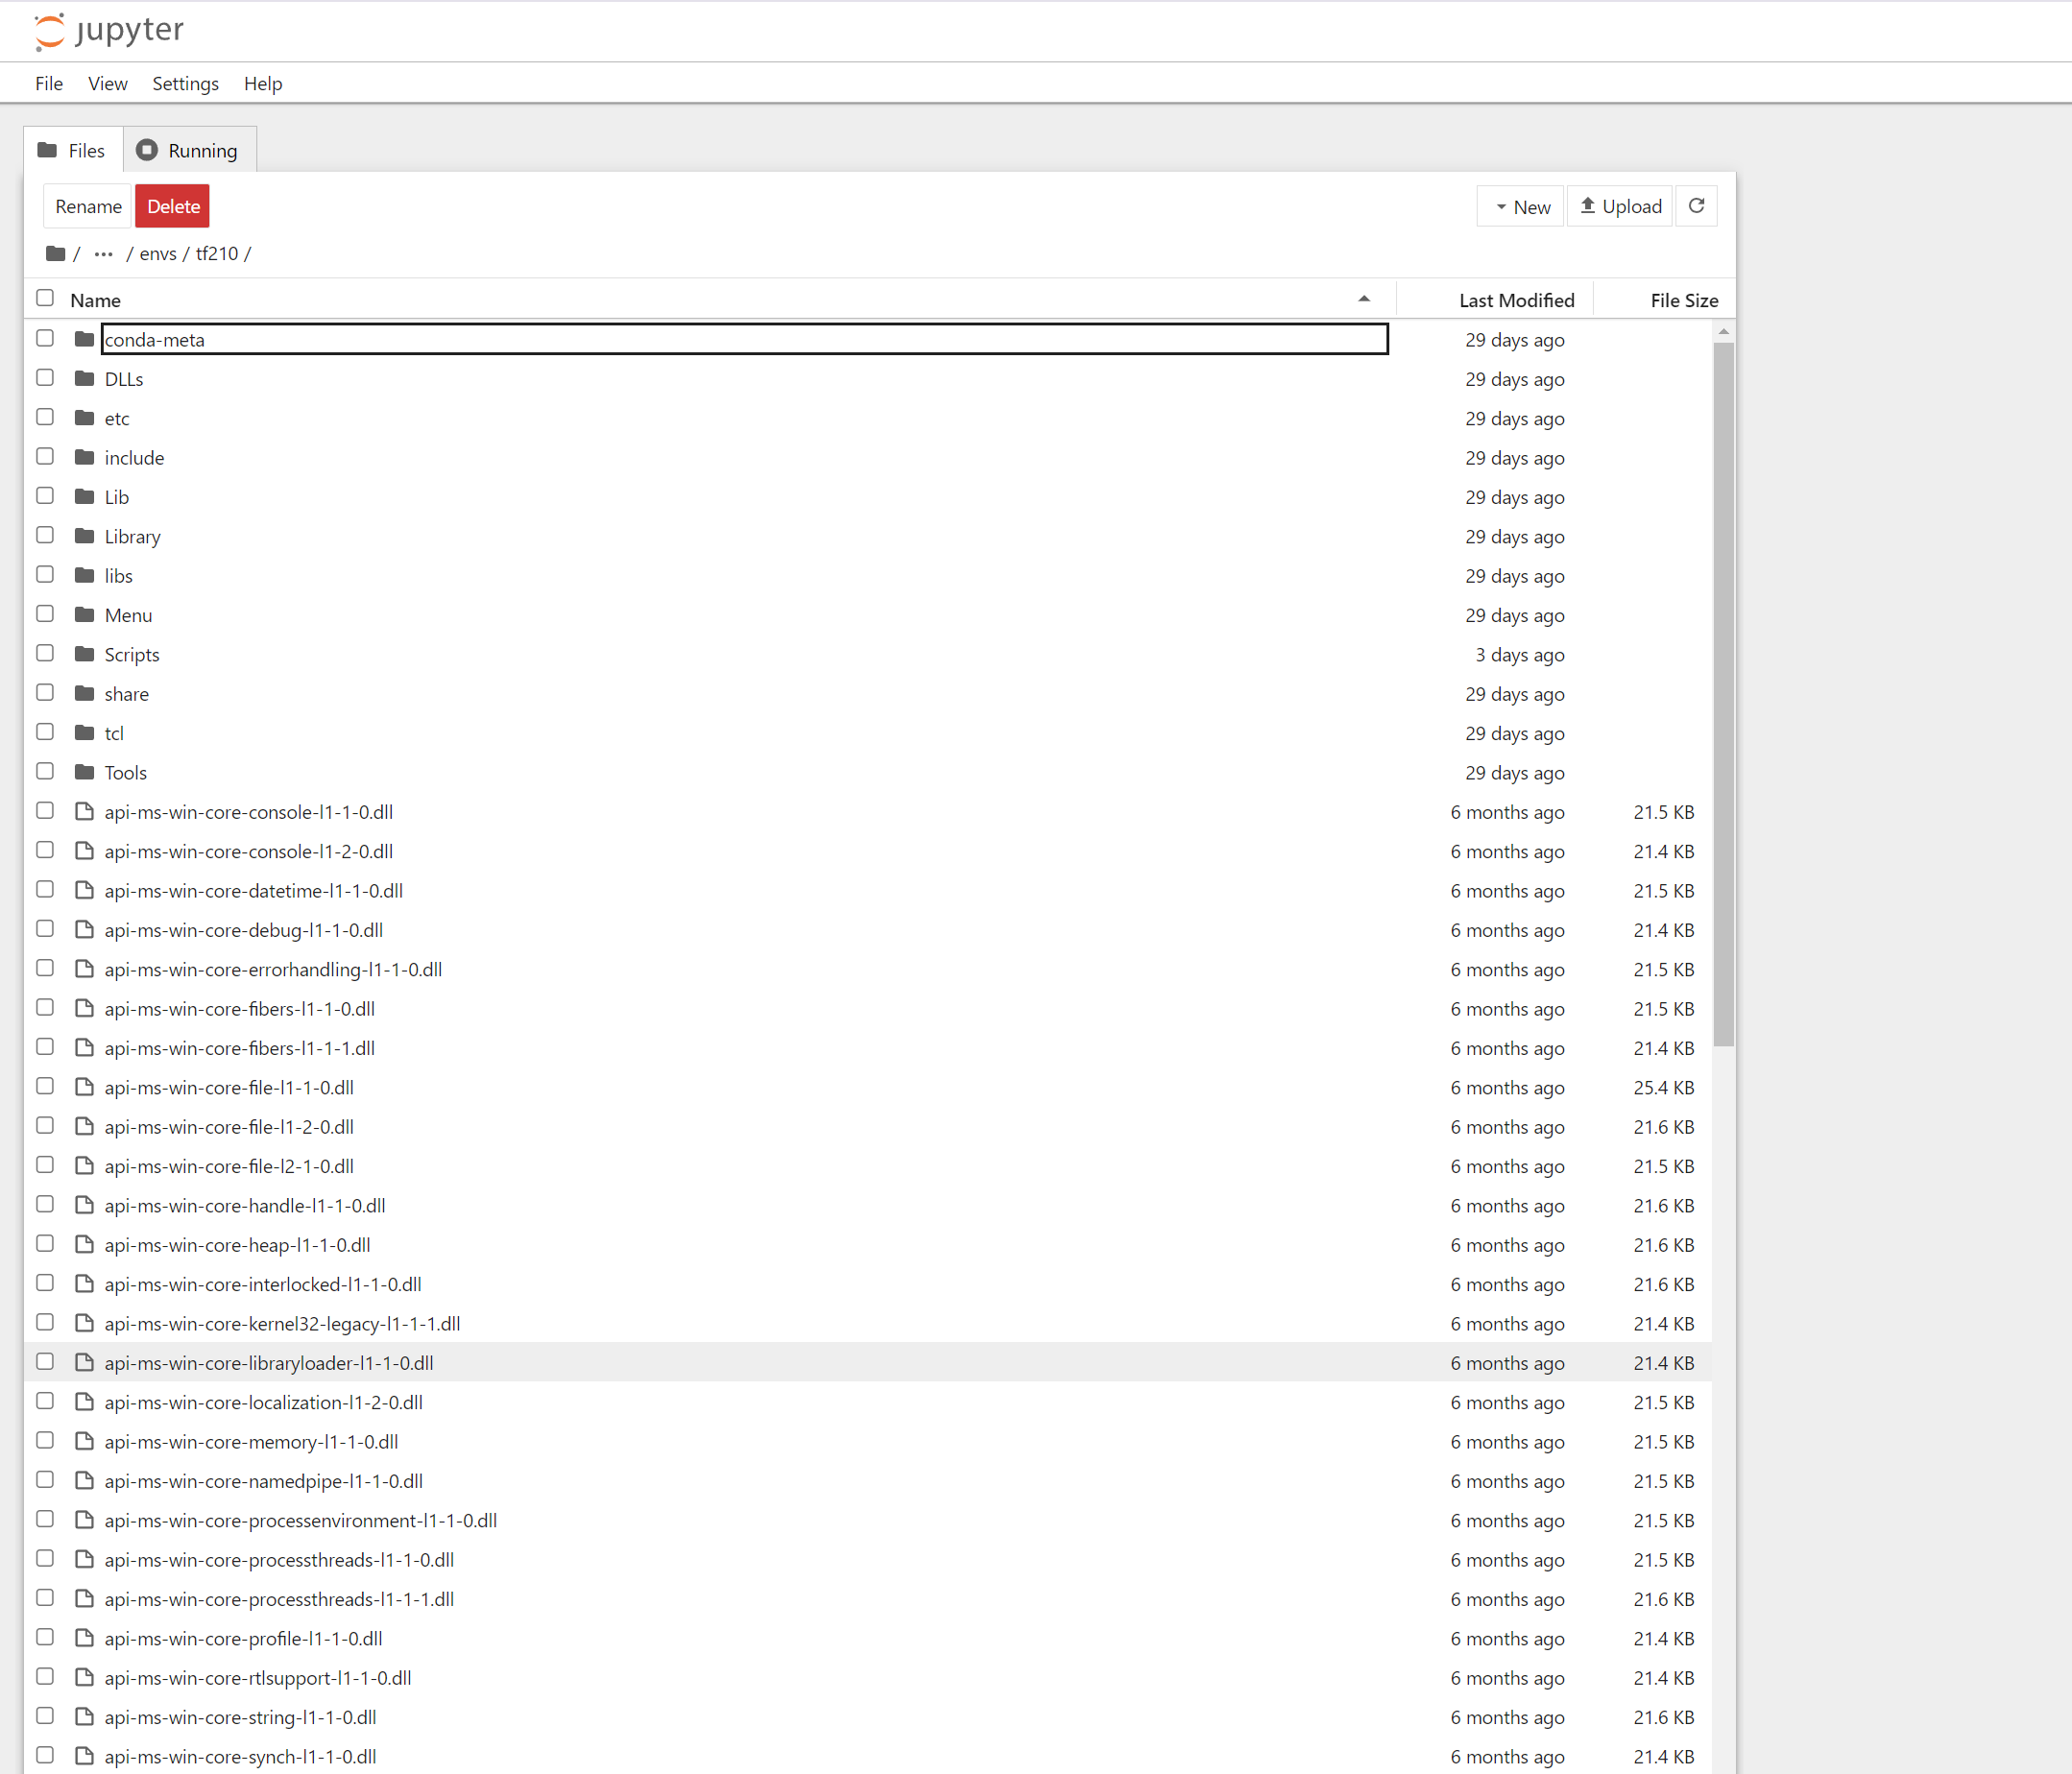 jupyter
File View Settings Help
Files Running
Rename Delete New Upload
/ ··· / envs / tf210 /
Name Last Modified File Size
conda-meta 29 days ago
DLLs 29 days ago
etc 29 days ago
include 29 days ago
Lib 29 days ago
Library 29 days ago
libs 29 days ago
Menu 29 days ago
Scripts 3 days ago
share 29 days ago
tcl 29 days ago
Tools 29 days ago
api-ms-win-core-console-l1-1-0.dll 6 months ago 21.5 KB
api-ms-win-core-console-l1-2-0.dll 6 months ago 21.4 KB
api-ms-win-core-datetime-l1-1-0.dll 6 months ago 21.5 KB
api-ms-win-core-debug-l1-1-0.dll 6 months ago 21.4 KB
api-ms-win-core-errorhandling-l1-1-0.dll 6 months ago 21.5 KB
api-ms-win-core-fibers-l1-1-0.dll 6 months ago 21.5 KB
api-ms-win-core-fibers-l1-1-1.dll 6 months ago 21.4 KB
api-ms-win-core-file-l1-1-0.dll 6 months ago 25.4 KB
api-ms-win-core-file-l1-2-0.dll 6 months ago 21.6 KB
api-ms-win-core-file-l2-1-0.dll 6 months ago 21.5 KB
api-ms-win-core-handle-l1-1-0.dll 6 months ago 21.6 KB
api-ms-win-core-heap-l1-1-0.dll 6 months ago 21.6 KB
api-ms-win-core-interlocked-l1-1-0.dll 6 months ago 21.6 KB
api-ms-win-core-kernel32-legacy-l1-1-1.dll 6 months ago 21.4 KB
api-ms-win-core-libraryloader-l1-1-0.dll 6 months ago 21.4 KB
api-ms-win-core-localization-l1-2-0.dll 6 months ago 21.5 KB
api-ms-win-core-memory-l1-1-0.dll 6 months ago 21.5 KB
api-ms-win-core-namedpipe-l1-1-0.dll 6 months ago 21.5 KB
api-ms-win-core-processenvironment-l1-1-0.dll 6 months ago 21.5 KB
api-ms-win-core-processthreads-l1-1-0.dll 6 months ago 21.5 KB
api-ms-win-core-processthreads-l1-1-1.dll 6 months ago 21.6 KB
api-ms-win-core-profile-l1-1-0.dll 6 months ago 21.4 KB
api-ms-win-core-rtlsupport-l1-1-0.dll 6 months ago 21.4 KB
api-ms-win-core-string-l1-1-0.dll 6 months ago 21.6 KB
api-ms-win-core-synch-l1-1-0.dll 6 months ago 21.4 KB